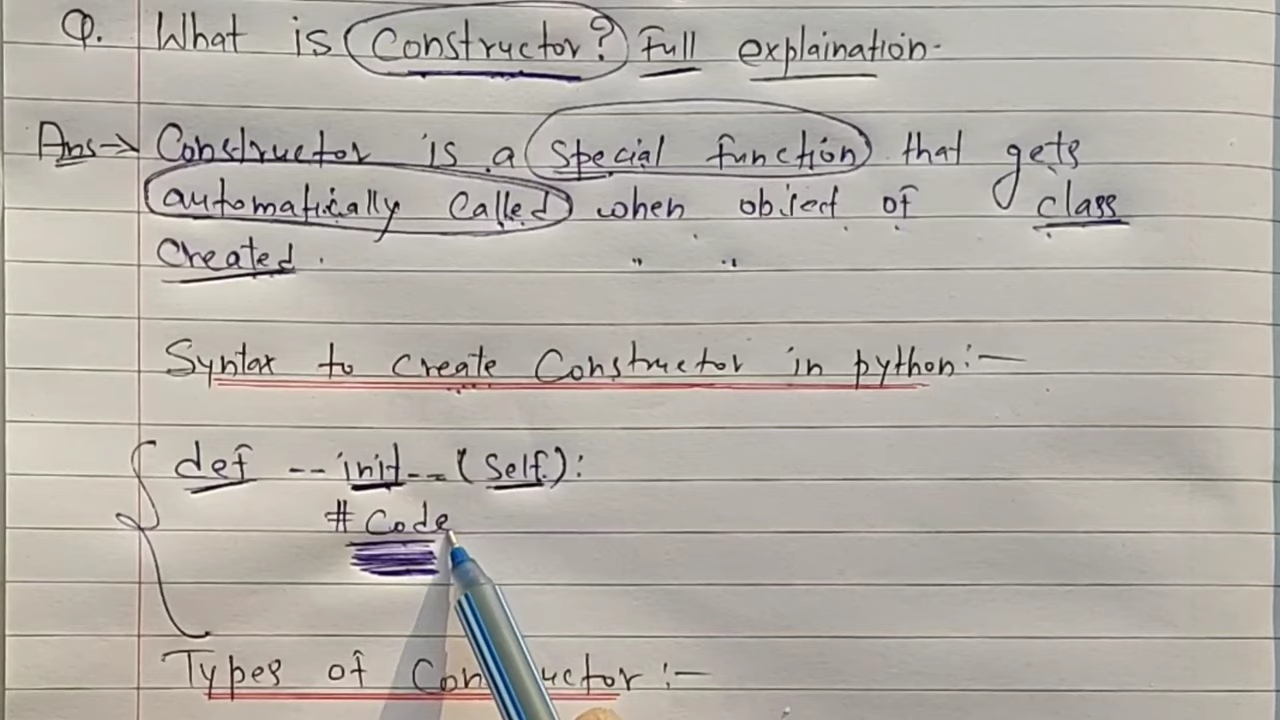 Q. What is Constructor? Full explaination-
Ans→ Constructor is a special function that gets
automatically called when object of class
Created.
Syntax to create Constructor in python:-
def __init__(self):
#Code
Types of Constructor:-